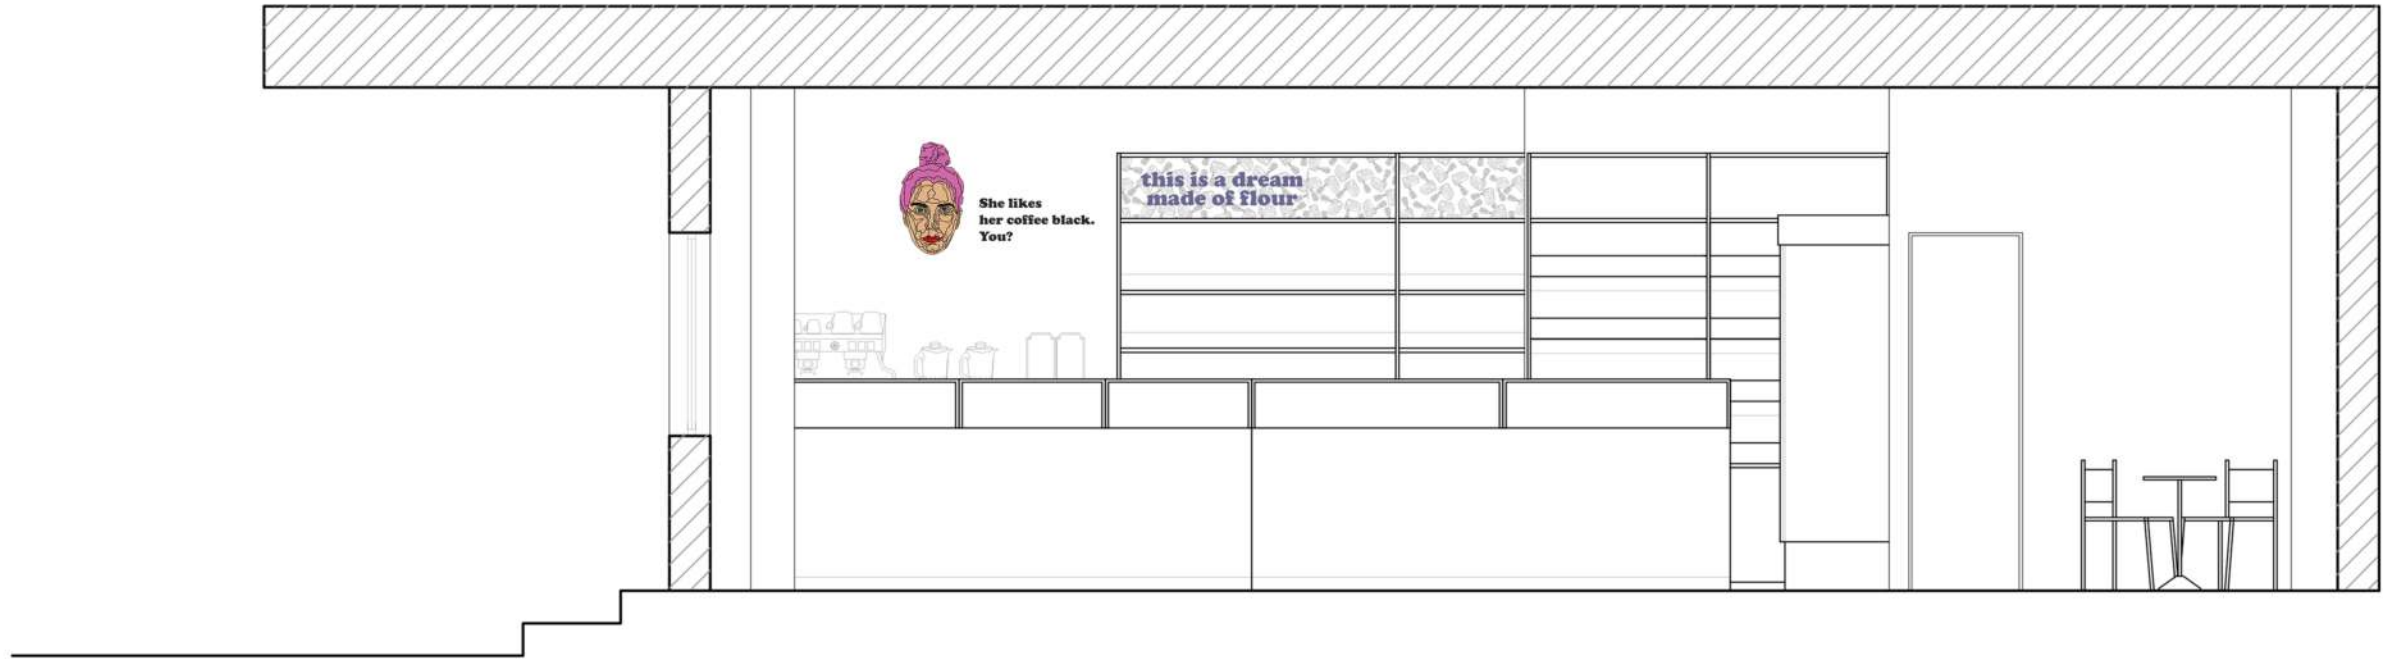 She likes
her coffee black.
You?
this is a dream
made of flour